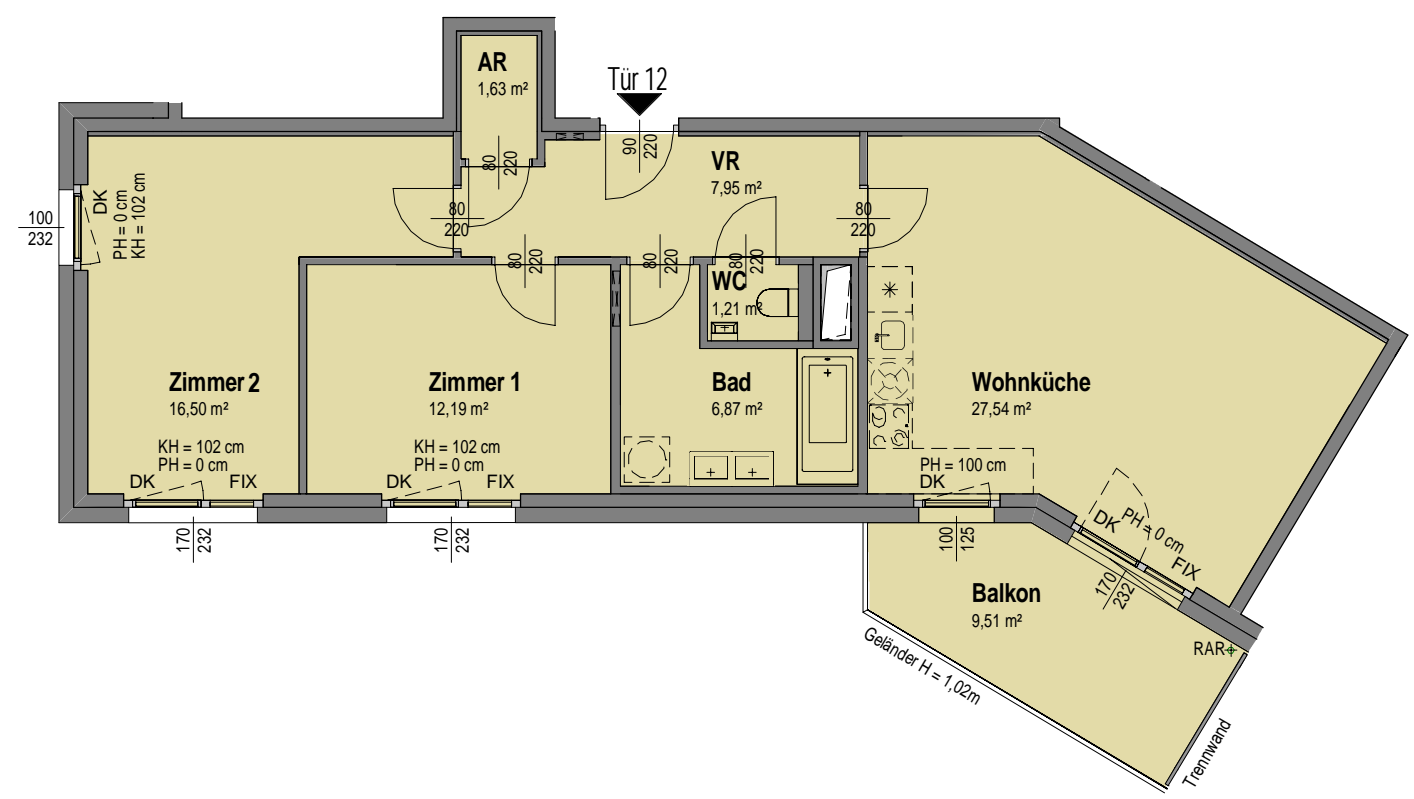 Tür 12
AR
1,63 m²
80
220
90
220
VR
7,95 m²
100
232
DK
PH = 0 cm
KH = 102 cm
80
220
80
220
80
220
80
220
80
220
WC
1,21 m²
Zimmer 2
16,50 m²
KH = 102 cm
PH = 0 cm
DK
FIX
170
232
Zimmer 1
12,19 m²
KH = 102 cm
PH = 0 cm
DK
FIX
170
232
Bad
6,87 m²
Wohnküche
27,54 m²
PH = 100 cm
DK
100
125
DK
PH = 0 cm
FIX
170
232
Balkon
9,51 m²
RAR
Geländer H = 1,02m
Trennwand